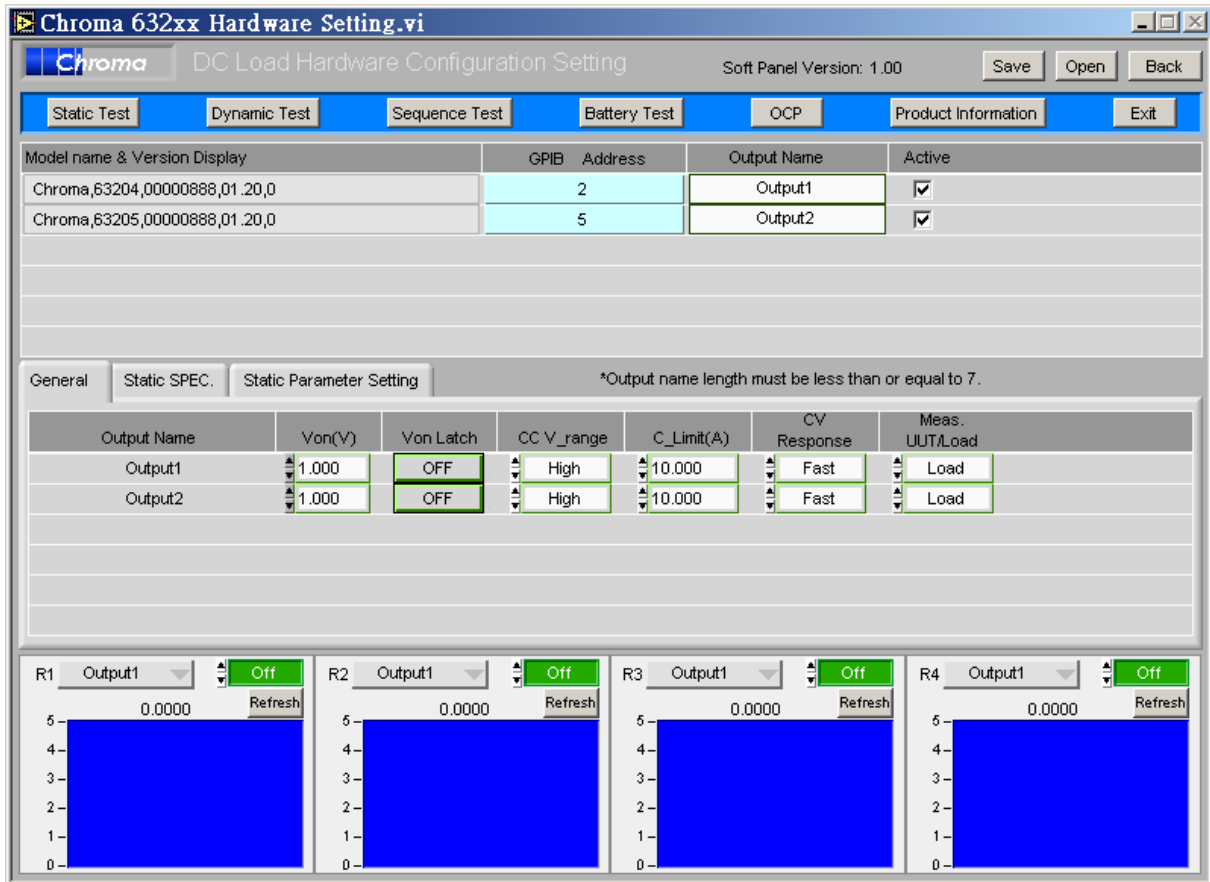 Chroma 632xx Hardware Setting.vi
Chroma DC Load Hardware Configuration Setting Soft Panel Version: 1.00 Save Open Back
Static Test Dynamic Test Sequence Test Battery Test OCP Product Information Exit
Model name & Version Display GPIB Address Output Name Active
Chroma,63204,00000888,01.20,0 2 Output1
Chroma,63205,00000888,01.20,0 5 Output2
General Static SPEC. Static Parameter Setting *Output name length must be less than or equal to 7.
Output Name Von(V) Von Latch CC V_range C_Limit(A) CV Response Meas. UUT/Load
Output1 1.000 OFF High 10.000 Fast Load
Output2 1.000 OFF High 10.000 Fast Load
R1 Output1 Off R2 Output1 Off R3 Output1 Off R4 Output1 Off
0.0000 Refresh 0.0000 Refresh 0.0000 Refresh 0.0000 Refresh
5 5 5 5
4 4 4 4
3 3 3 3
2 2 2 2
1 1 1 1
0 0 0 0